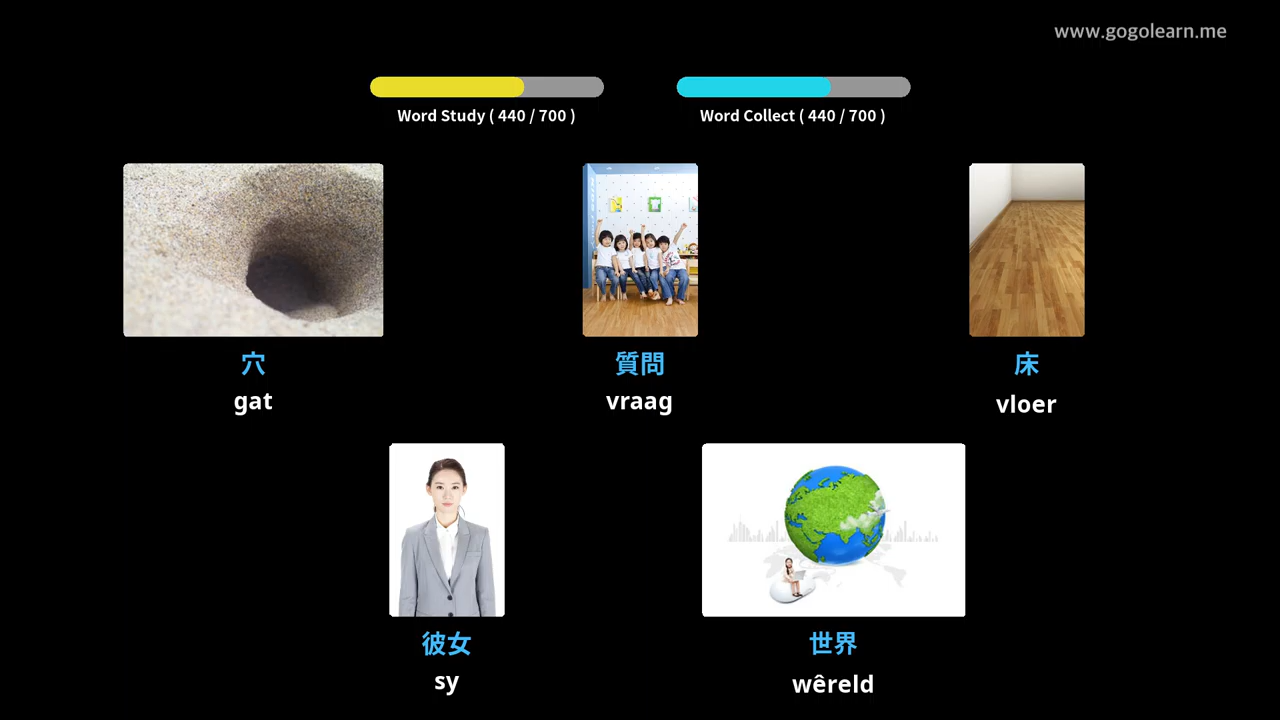 www.gogolearn.me
Word Study ( 440 / 700 )
Word Collect ( 440 / 700 )
穴
gat
質問
vraag
床
vloer
彼女
sy
世界
wêreld